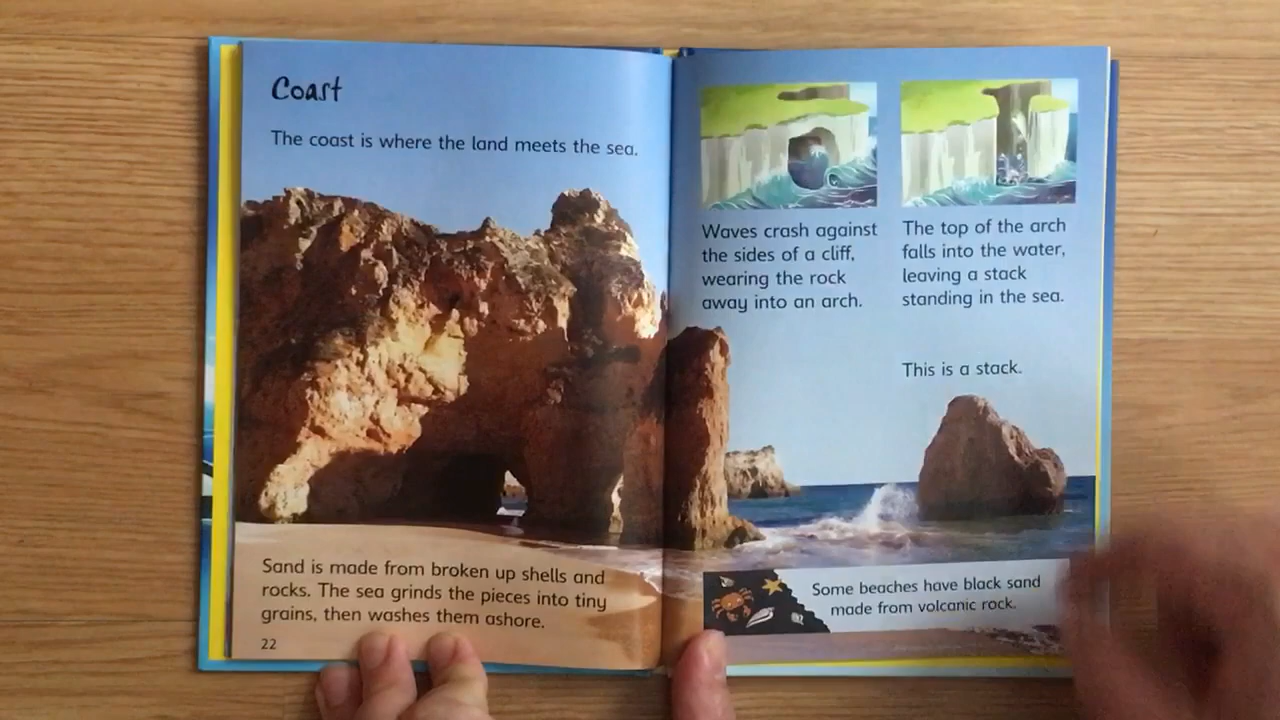 Coast
The coast is where the land meets the sea.
Sand is made from broken up shells and
rocks. The sea grinds the pieces into tiny
grains, then washes them ashore.
22
Waves crash against
the sides of a cliff,
wearing the rock
away into an arch.
The top of the arch
falls into the water,
leaving a stack
standing in the sea.
This is a stack.
Some beaches have black sand
made from volcanic rock.